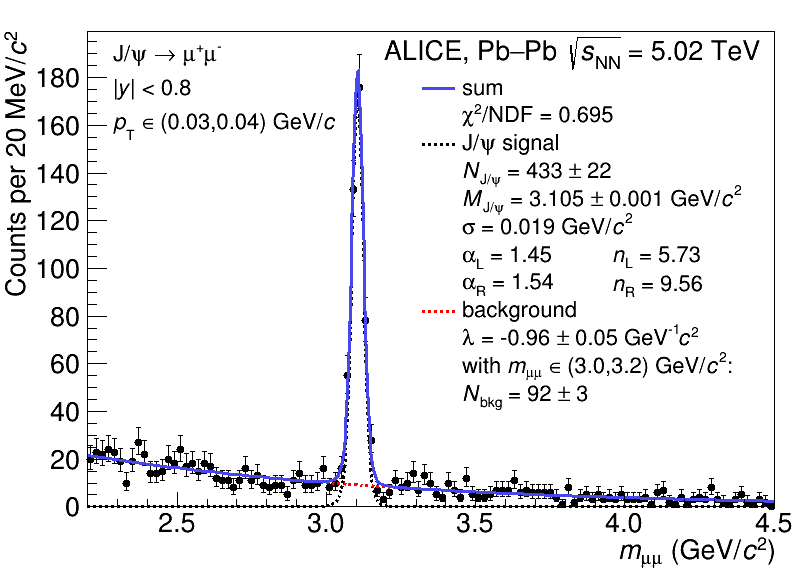 J/ψ → μ⁺μ⁻
|y| < 0.8
p_T ∈ (0.03,0.04) GeV/c
ALICE, Pb–Pb √s_NN = 5.02 TeV
sum
χ²/NDF = 0.695
J/ψ signal
N_J/ψ = 433 ± 22
M_J/ψ = 3.105 ± 0.001 GeV/c²
σ = 0.019 GeV/c²
α_L = 1.45 n_L = 5.73
α_R = 1.54 n_R = 9.56
background
λ = -0.96 ± 0.05 GeV⁻¹c²
with m_μμ ∈ (3.0,3.2) GeV/c²:
N_bkg = 92 ± 3
Counts per 20 MeV/c²
180
160
140
120
100
80
60
40
20
0
2.5 3.0 3.5 4.0 4.5
m_μμ (GeV/c²)